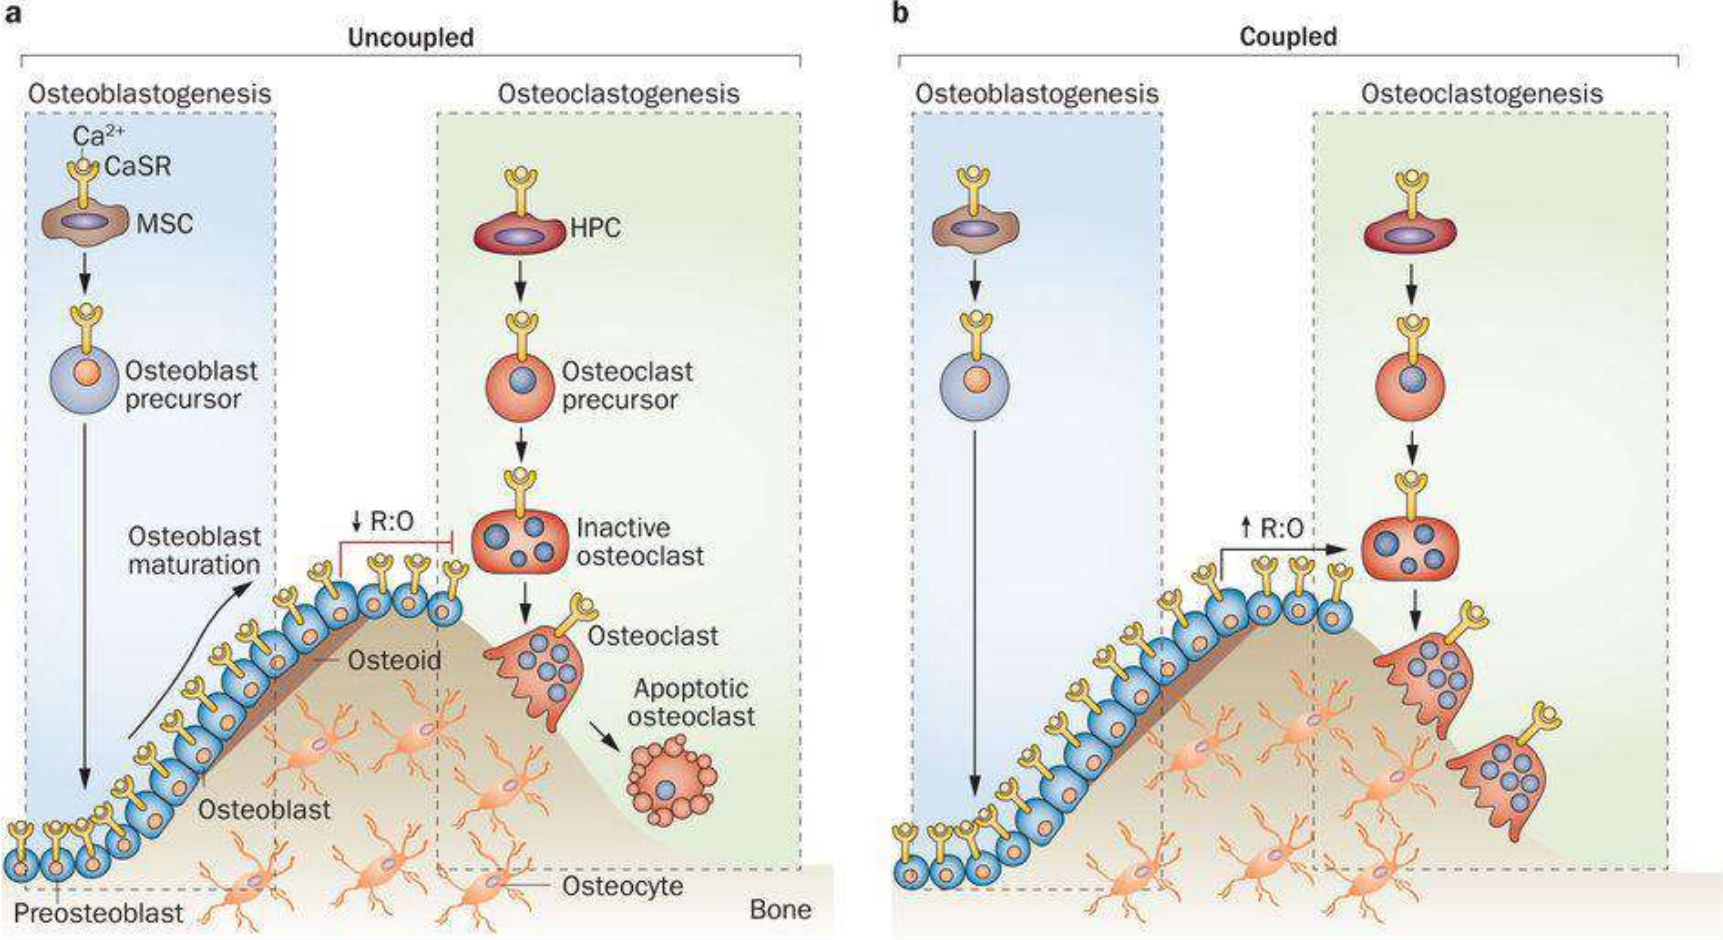 a
Uncoupled
Osteoblastogenesis
Osteoclastogenesis
Ca²⁺
CaSR
MSC
HPC
Osteoblast
precursor
Osteoclast
precursor
Osteoblast
maturation
↓ R:O
Inactive
osteoclast
Osteoclast
Osteoid
Apoptotic
osteoclast
Osteoblast
Osteocyte
Preosteoblast
Bone
b
Coupled
Osteoblastogenesis
Osteoclastogenesis
↑ R:O